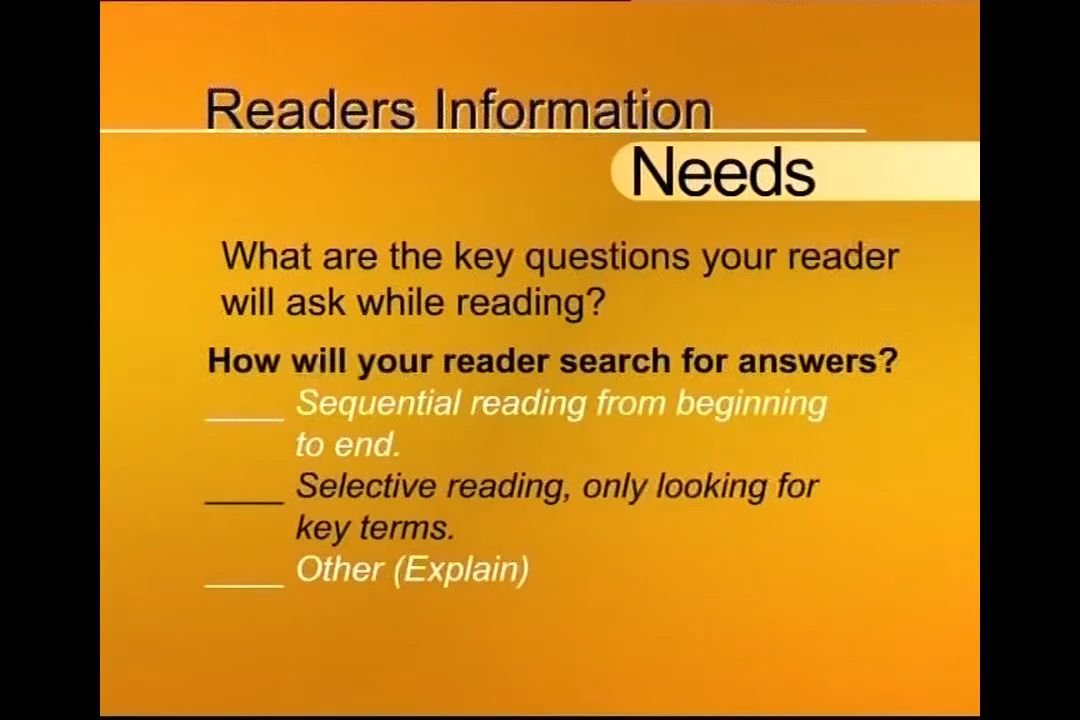 Readers Information
Needs
What are the key questions your reader
will ask while reading?
How will your reader search for answers?
____ Sequential reading from beginning
to end.
____ Selective reading, only looking for
key terms.
____ Other (Explain)